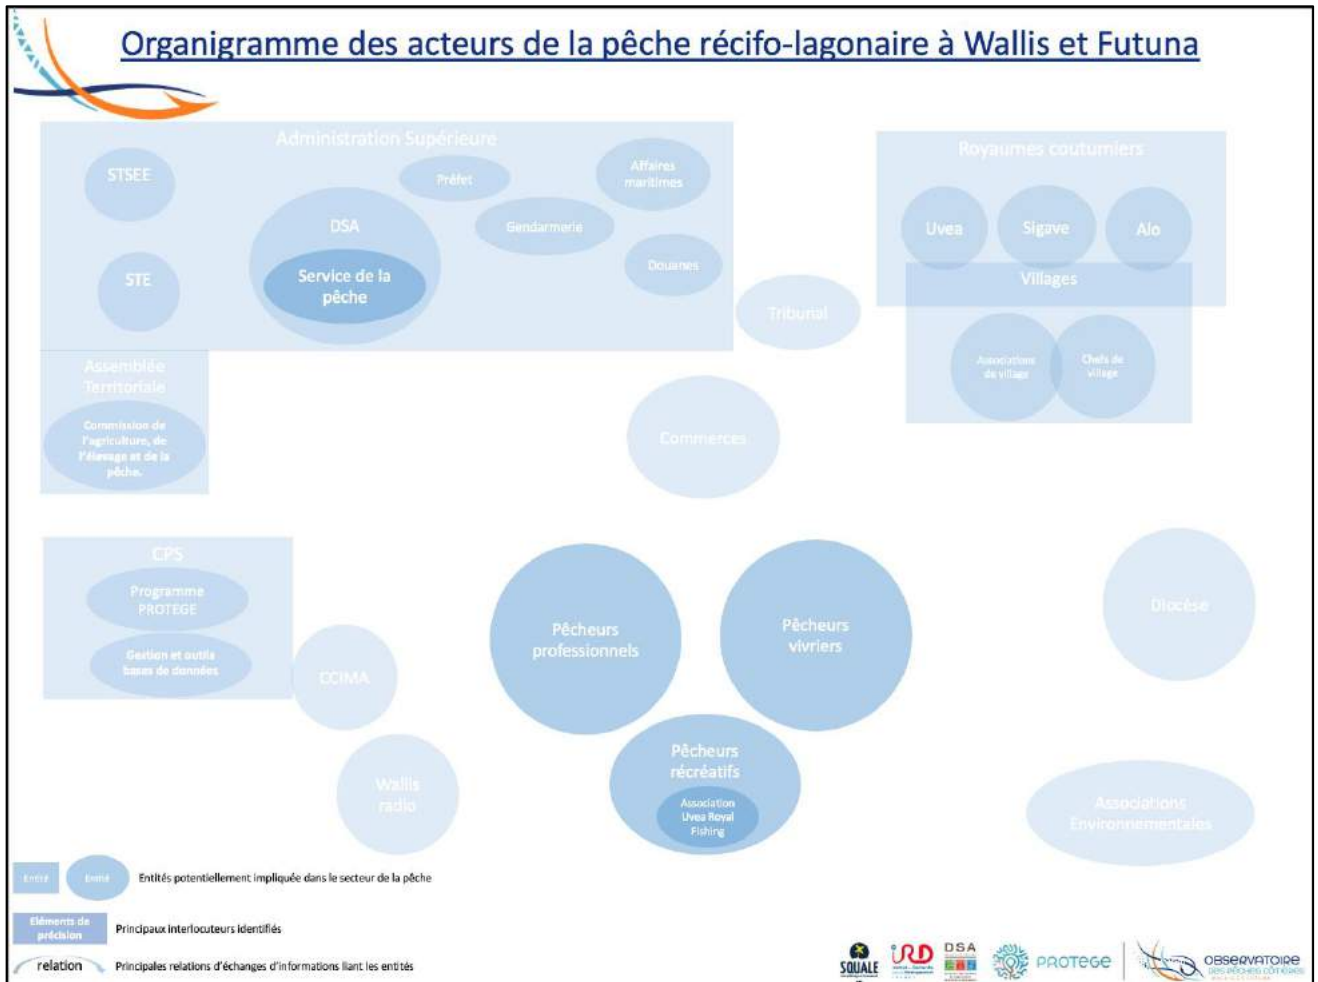 Organigramme des acteurs de la pêche récifo-lagonaire à Wallis et Futuna
Administration Supérieure
STSEE
Préfet
Affaires
maritimes
DSA
Gendarmerie
STE
Service de la
pêche
Douanes
Royaumes coutumiers
Uvea
Sigave
Alo
Villages
Associations
de village
Chefs de
village
Tribunal
Assemblée
Territoriale
Commission de
l'agriculture, de
l'élevage et de la
pêche.
Commerces
CPS
Programme
PROTEGE
Gestion et outils
bases de données
CCIMA
Wallis
radio
Pêcheurs
professionnels
Pêcheurs
vivriers
Pêcheurs
récréatifs
Association
Uvea Royal
Fishing
Diocèse
Associations
Environnementales
Entité
Entité
Entités potentiellement impliquée dans le secteur de la pêche
Eléments de
précision
Principaux interlocuteurs identifiés
relation
Principales relations d'échanges d'informations liant les entités
SQUALE
IRD
DSA
PROTEGE
OBSERVATOIRE
DES PÊCHES CÔTIÈRES